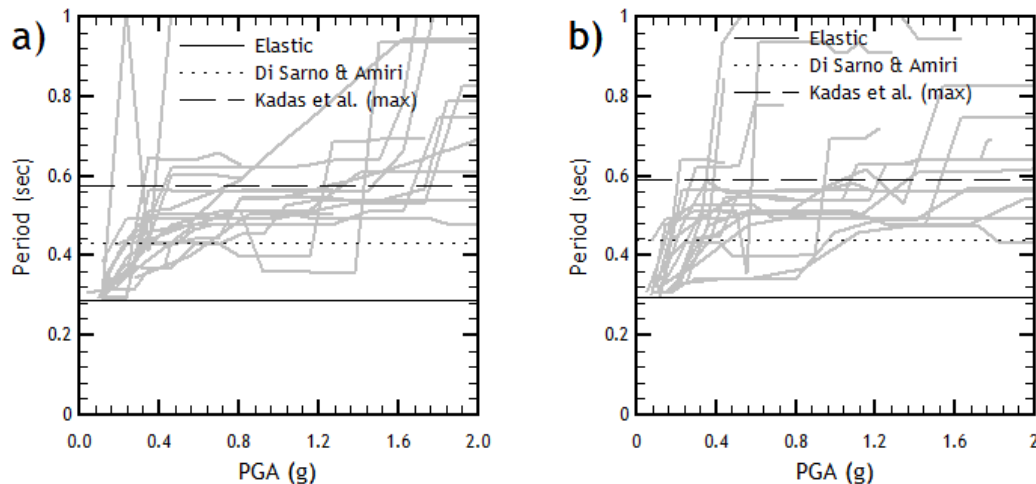 a)
Elastic
Di Sarno & Amiri
Kadas et al. (max)
Period (sec)
1
0.8
0.6
0.4
0.2
0
0.0 0.4 0.8 1.2 1.6 2.0
PGA (g)
b)
Elastic
Di Sarno & Amiri
Kadas et al. (max)
Period (sec)
1
0.8
0.6
0.4
0.2
0
0 0.4 0.8 1.2 1.6 2
PGA (g)